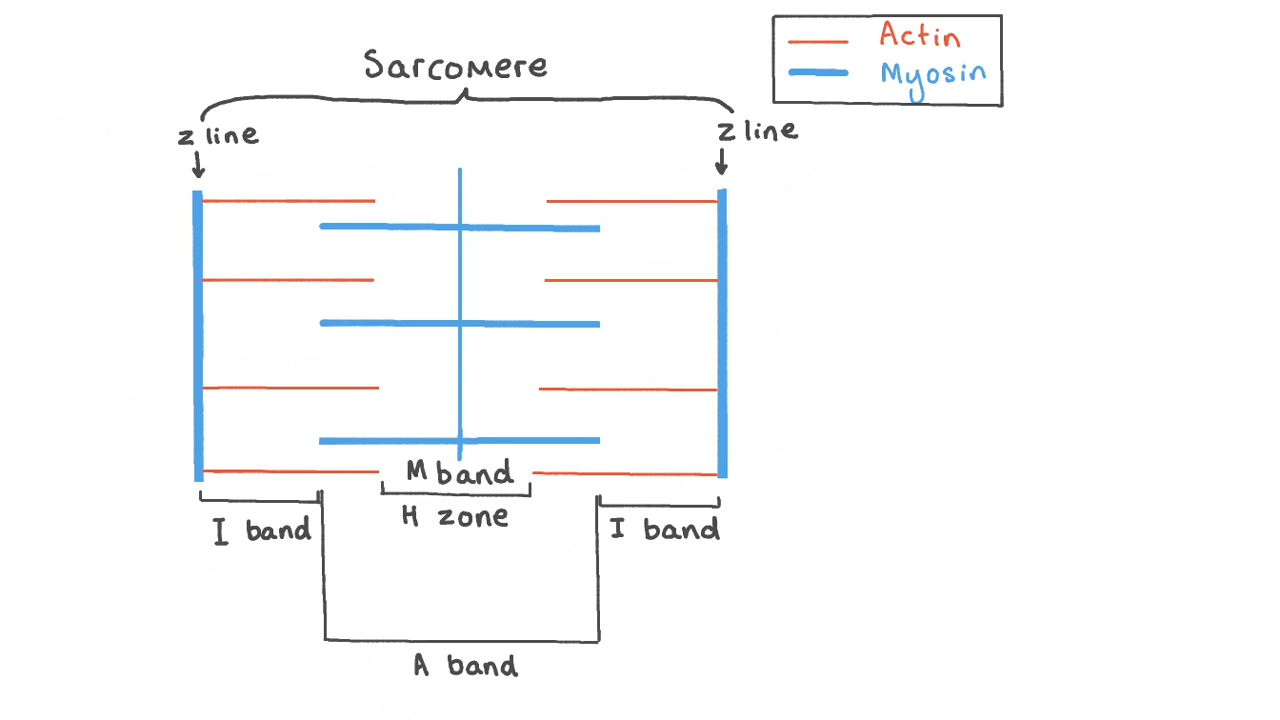 Sarcomere
Actin
Myosin
z line
z line
M band
H zone
I band
I band
A band